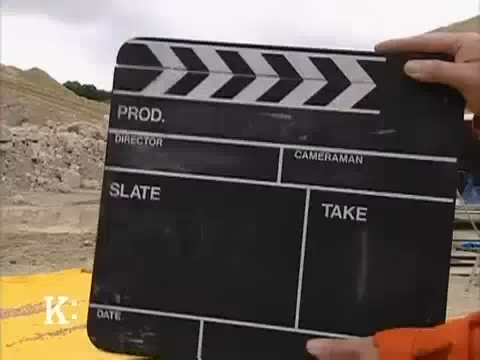 PROD.
DIRECTOR
CAMERAMAN
SLATE
TAKE
K:
DATE